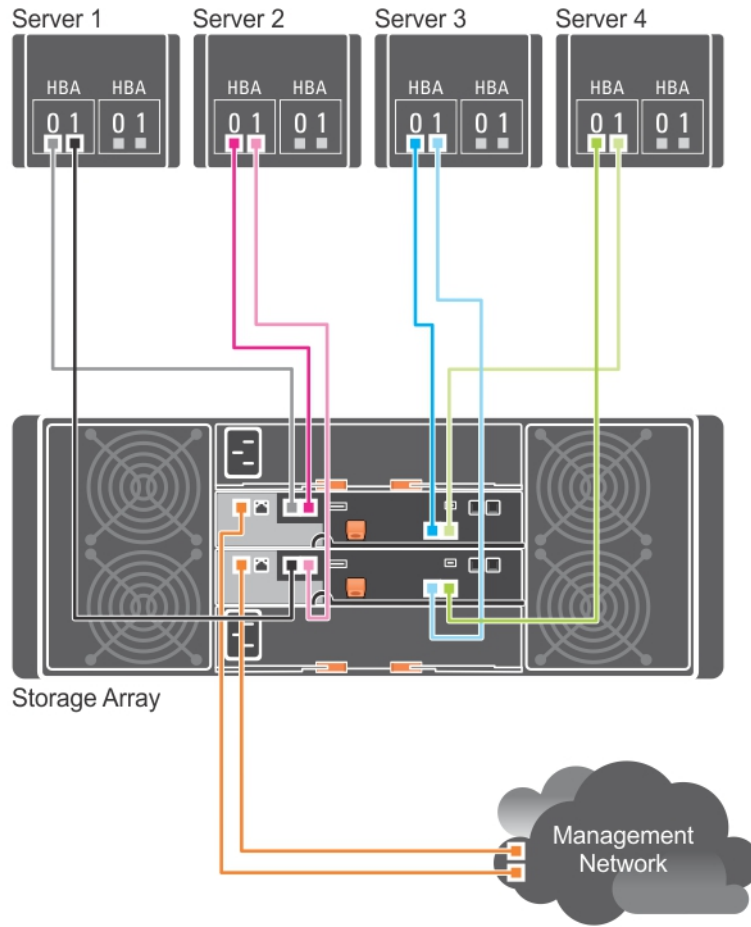 Server 1
Server 2
Server 3
Server 4
HBA HBA
HBA HBA
HBA HBA
HBA HBA
0 1 0 1
0 1 0 1
0 1 0 1
0 1 0 1
Storage Array
Management
Network